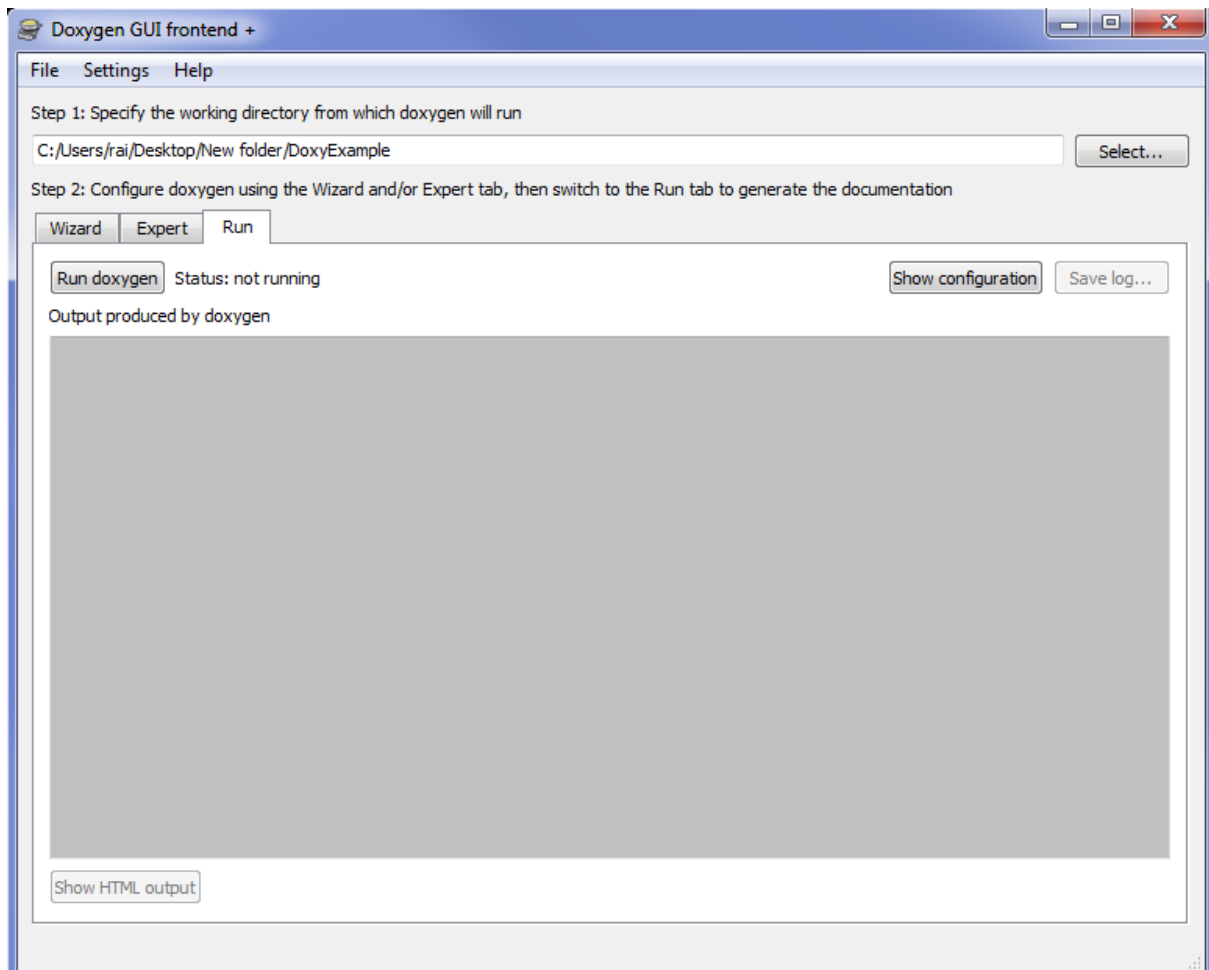 Doxygen GUI frontend +
File Settings Help
Step 1: Specify the working directory from which doxygen will run
C:/Users/rai/Desktop/New folder/DoxyExample Select...
Step 2: Configure doxygen using the Wizard and/or Expert tab, then switch to the Run tab to generate the documentation
Wizard Expert Run
Run doxygen Status: not running Show configuration Save log...
Output produced by doxygen
Show HTML output